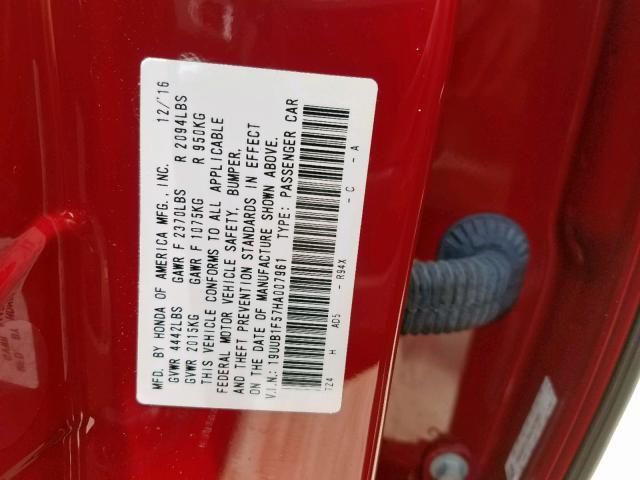 MFD. BY HONDA OF AMERICA MFG., INC. 12/'16
GVWR 4442LBS GAWR F 2370LBS R 2094LBS
GVWR 2015KG GAWR F 1075KG R 950KG
THIS VEHICLE CONFORMS TO ALL APPLICABLE
FEDERAL MOTOR VEHICLE SAFETY, BUMPER,
AND THEFT PREVENTION STANDARDS IN EFFECT
ON THE DATE OF MANUFACTURE SHOWN ABOVE.
V.I.N.: 19UUB1F57HA007961 TYPE: PASSENGER CAR
TZ4 H AD5 - R94X - C - A